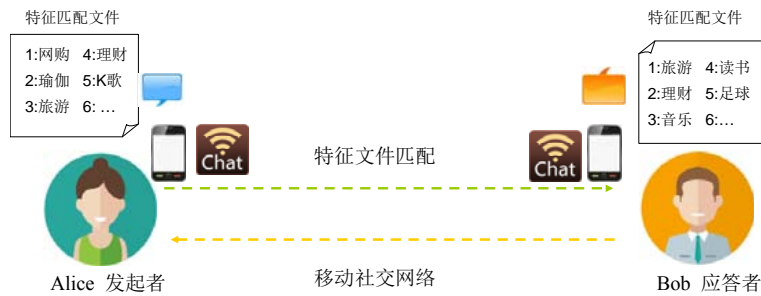 特征匹配文件
1:网购 4:理财
2:瑜伽 5:K歌
3:旅游 6: …
特征匹配文件
1:旅游 4:读书
2:理财 5:足球
3:音乐 6:…
Chat
Chat
特征文件匹配
移动社交网络
Alice 发起者
Bob 应答者